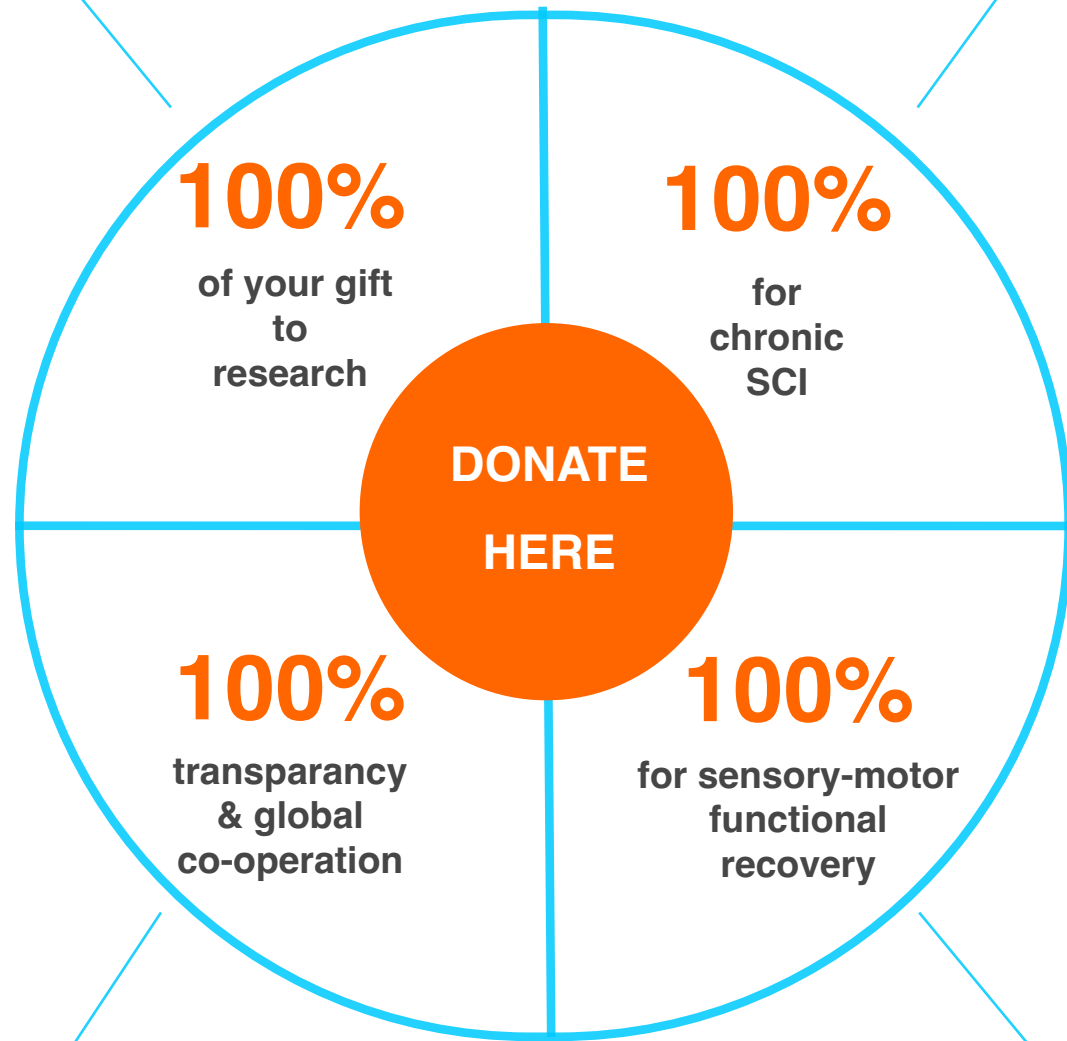 100%
of your gift
to
research
100%
for
chronic
SCI
DONATE
HERE
100%
transparancy
& global
co-operation
100%
for sensory-motor
functional
recovery